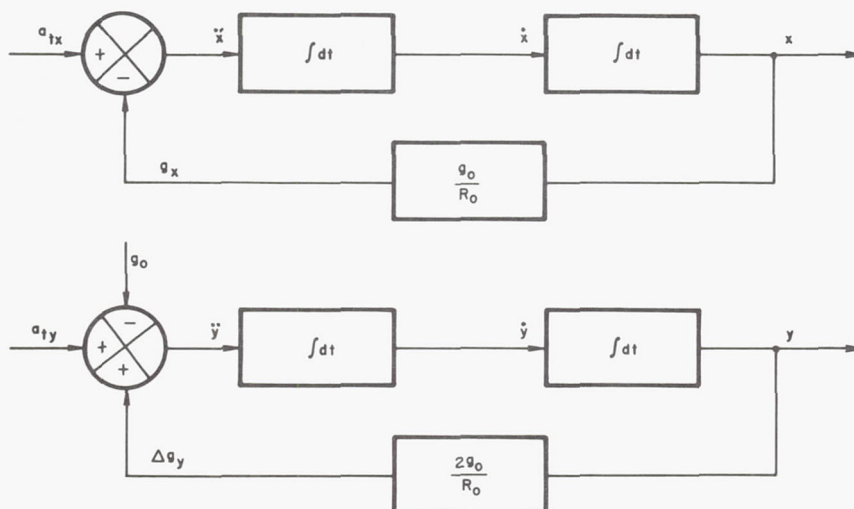 a_tx
+
−
ẍ
∫dt
ẋ
∫dt
x
g_x
g_o
R_o
g_o
−
a_ty
+
+
ÿ
∫dt
ẏ
∫dt
y
Δg_y
2g_o
R_o